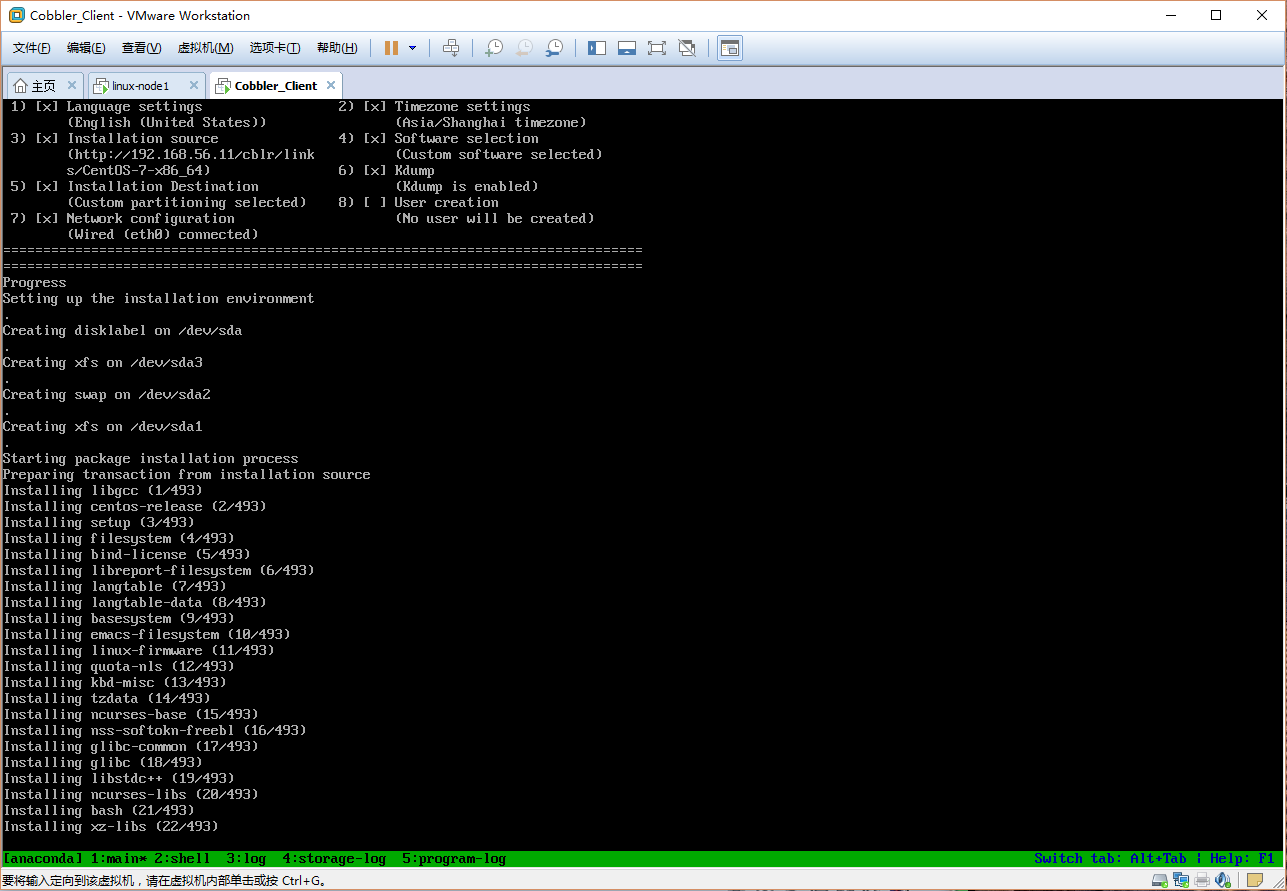 Cobbler_Client - VMware Workstation
文件(F) 编辑(E) 查看(V) 虚拟机(M) 选项卡(T) 帮助(H)
主页 linux-node1 Cobbler_Client
1) [x] Language settings 2) [x] Timezone settings
(English (United States)) (Asia/Shanghai timezone)
3) [x] Installation source 4) [x] Software selection
(http://192.168.56.11/cblr/link (Custom software selected)
s/CentOS-7-x86_64) 6) [x] Kdump
5) [x] Installation Destination (Kdump is enabled)
(Custom partitioning selected) 8) [ ] User creation
7) [x] Network configuration (No user will be created)
(Wired (eth0) connected)
================================================================================
================================================================================
Progress
Setting up the installation environment
.
Creating disklabel on /dev/sda
.
Creating xfs on /dev/sda3
.
Creating swap on /dev/sda2
.
Creating xfs on /dev/sda1
.
Starting package installation process
Preparing transaction from installation source
Installing libgcc (1/493)
Installing centos-release (2/493)
Installing setup (3/493)
Installing filesystem (4/493)
Installing bind-license (5/493)
Installing libreport-filesystem (6/493)
Installing langtable (7/493)
Installing langtable-data (8/493)
Installing basesystem (9/493)
Installing emacs-filesystem (10/493)
Installing linux-firmware (11/493)
Installing quota-nls (12/493)
Installing kbd-misc (13/493)
Installing tzdata (14/493)
Installing ncurses-base (15/493)
Installing nss-softokn-freebl (16/493)
Installing glibc-common (17/493)
Installing glibc (18/493)
Installing libstdc++ (19/493)
Installing ncurses-libs (20/493)
Installing bash (21/493)
Installing xz-libs (22/493)
[anaconda] 1:main* 2:shell 3:log 4:storage-log 5:program-log Switch tab: Alt+Tab | Help: F1
要将输入定向到该虚拟机，请在虚拟机内部单击或按 Ctrl+G。